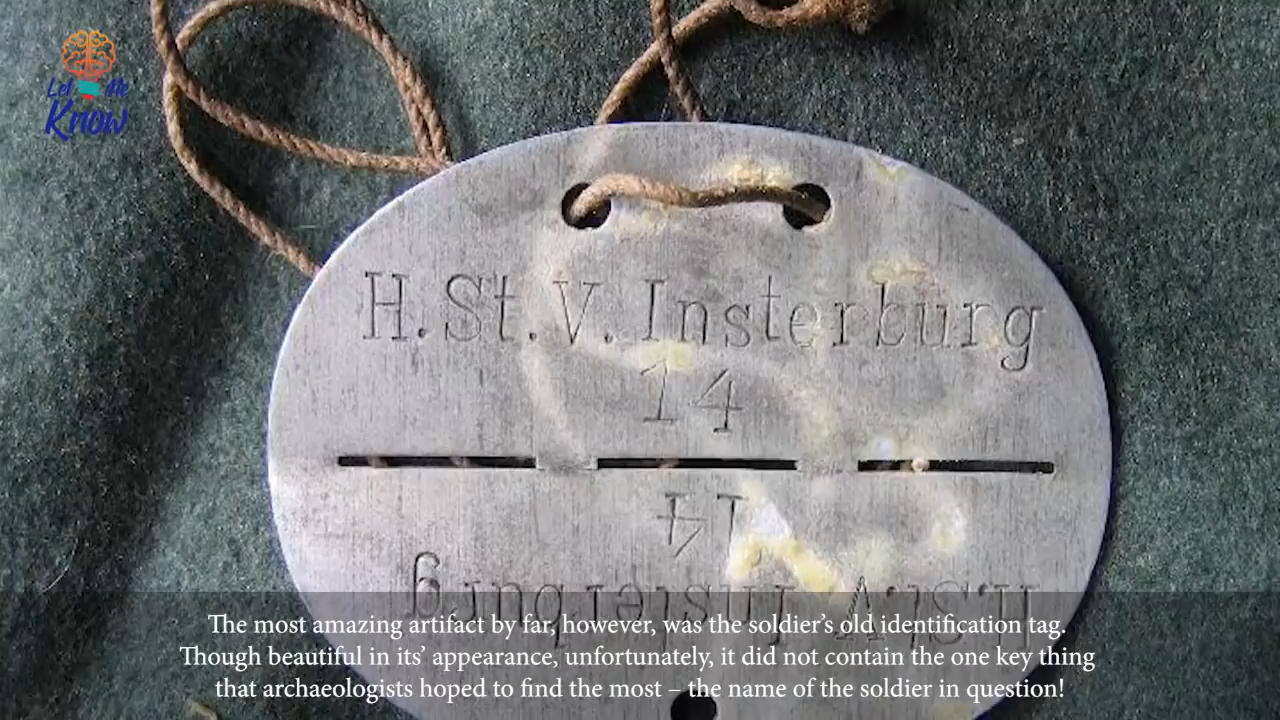 Let Me
Know
H.St.V.Insterburg
14
14
H.St.V.Insterburg
The most amazing artifact by far, however, was the soldier’s old identification tag.
Though beautiful in its’ appearance, unfortunately, it did not contain the one key thing
that archaeologists hoped to find the most – the name of the soldier in question!